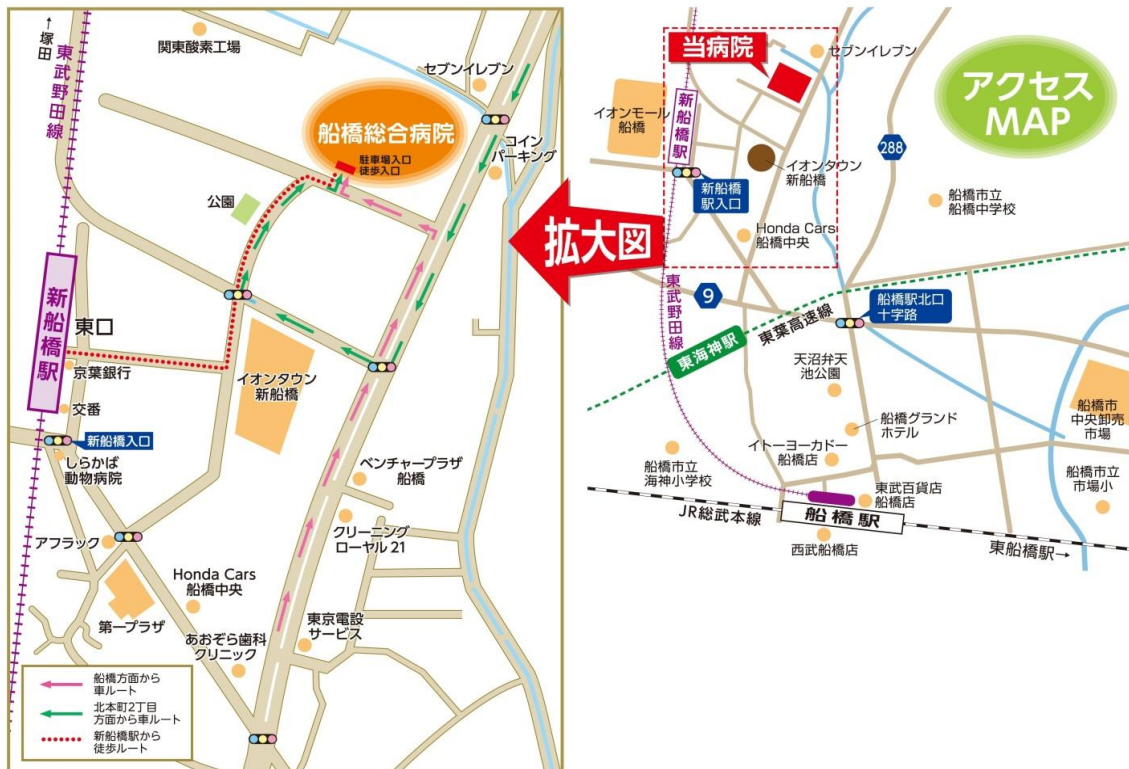 ←塚田
東武野田線
関東酸素工場
セブンイレブン
船橋総合病院
駐車場入口
徒歩入口
コイン
パーキング
公園
新船橋駅
東口
京葉銀行
交番
新船橋入口
しらかば
動物病院
イオンタウン
新船橋
ベンチャープラザ
船橋
クリーニング
ローヤル21
アフラック
第一プラザ
Honda Cars
船橋中央
あおぞら歯科
クリニック
東京電設
サービス
船橋方面から
車ルート
北本町2丁目
方面から車ルート
新船橋駅から
徒歩ルート
拡大図
アクセス
MAP
当病院
セブンイレブン
イオンモール
船橋
新船橋駅
新船橋
駅入口
イオンタウン
新船橋
288
船橋市立
船橋中学校
Honda Cars
船橋中央
東武野田線
9
船橋駅北口
十字路
東葉高速線
東海神駅
天沼弁天
池公園
船橋グランド
ホテル
イトーヨーカドー
船橋店
船橋市
中央卸売
市場
船橋市立
海神小学校
船橋市立
市場小
東武百貨店
船橋店
JR総武本線
船橋駅
西武船橋店
東船橋駅→